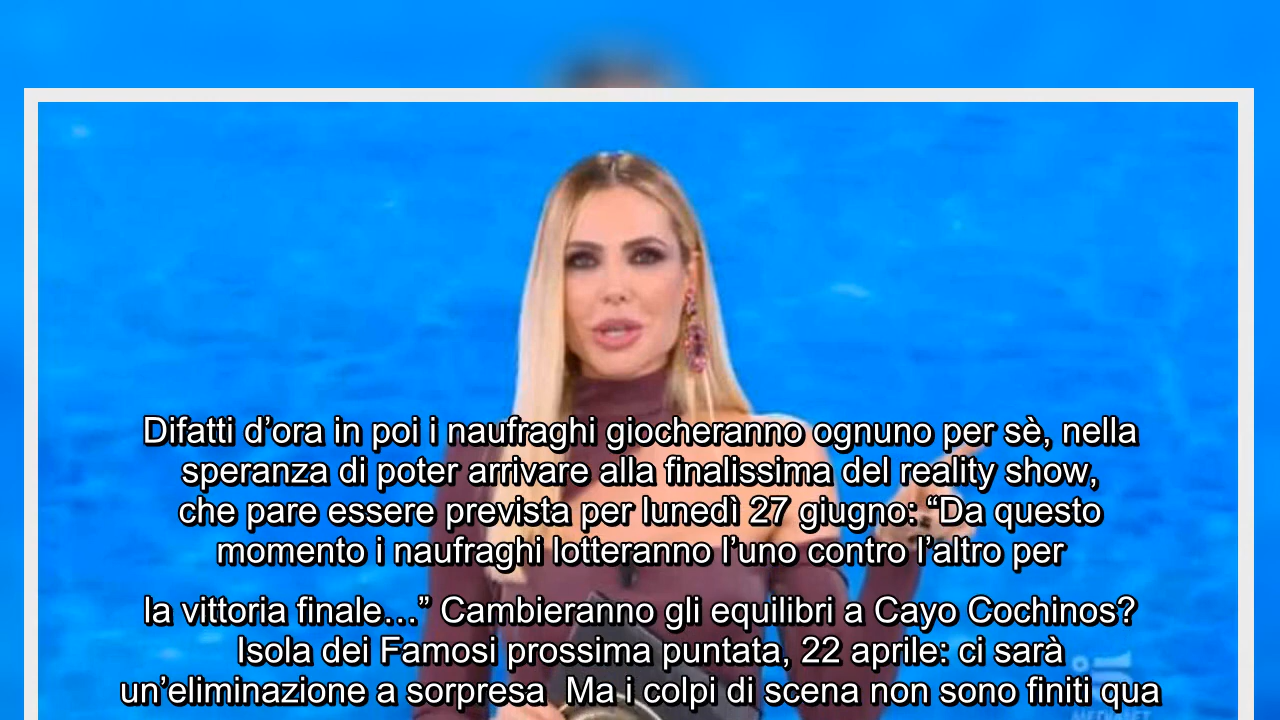 Difatti d’ora in poi i naufraghi giocheranno ognuno per sè, nella
speranza di poter arrivare alla finalissima del reality show,
che pare essere prevista per lunedì 27 giugno: “Da questo
momento i naufraghi lotteranno l’uno contro l’altro per
la vittoria finale…” Cambieranno gli equilibri a Cayo Cochinos?
Isola dei Famosi prossima puntata, 22 aprile: ci sarà
un’eliminazione a sorpresa  Ma i colpi di scena non sono finiti qua